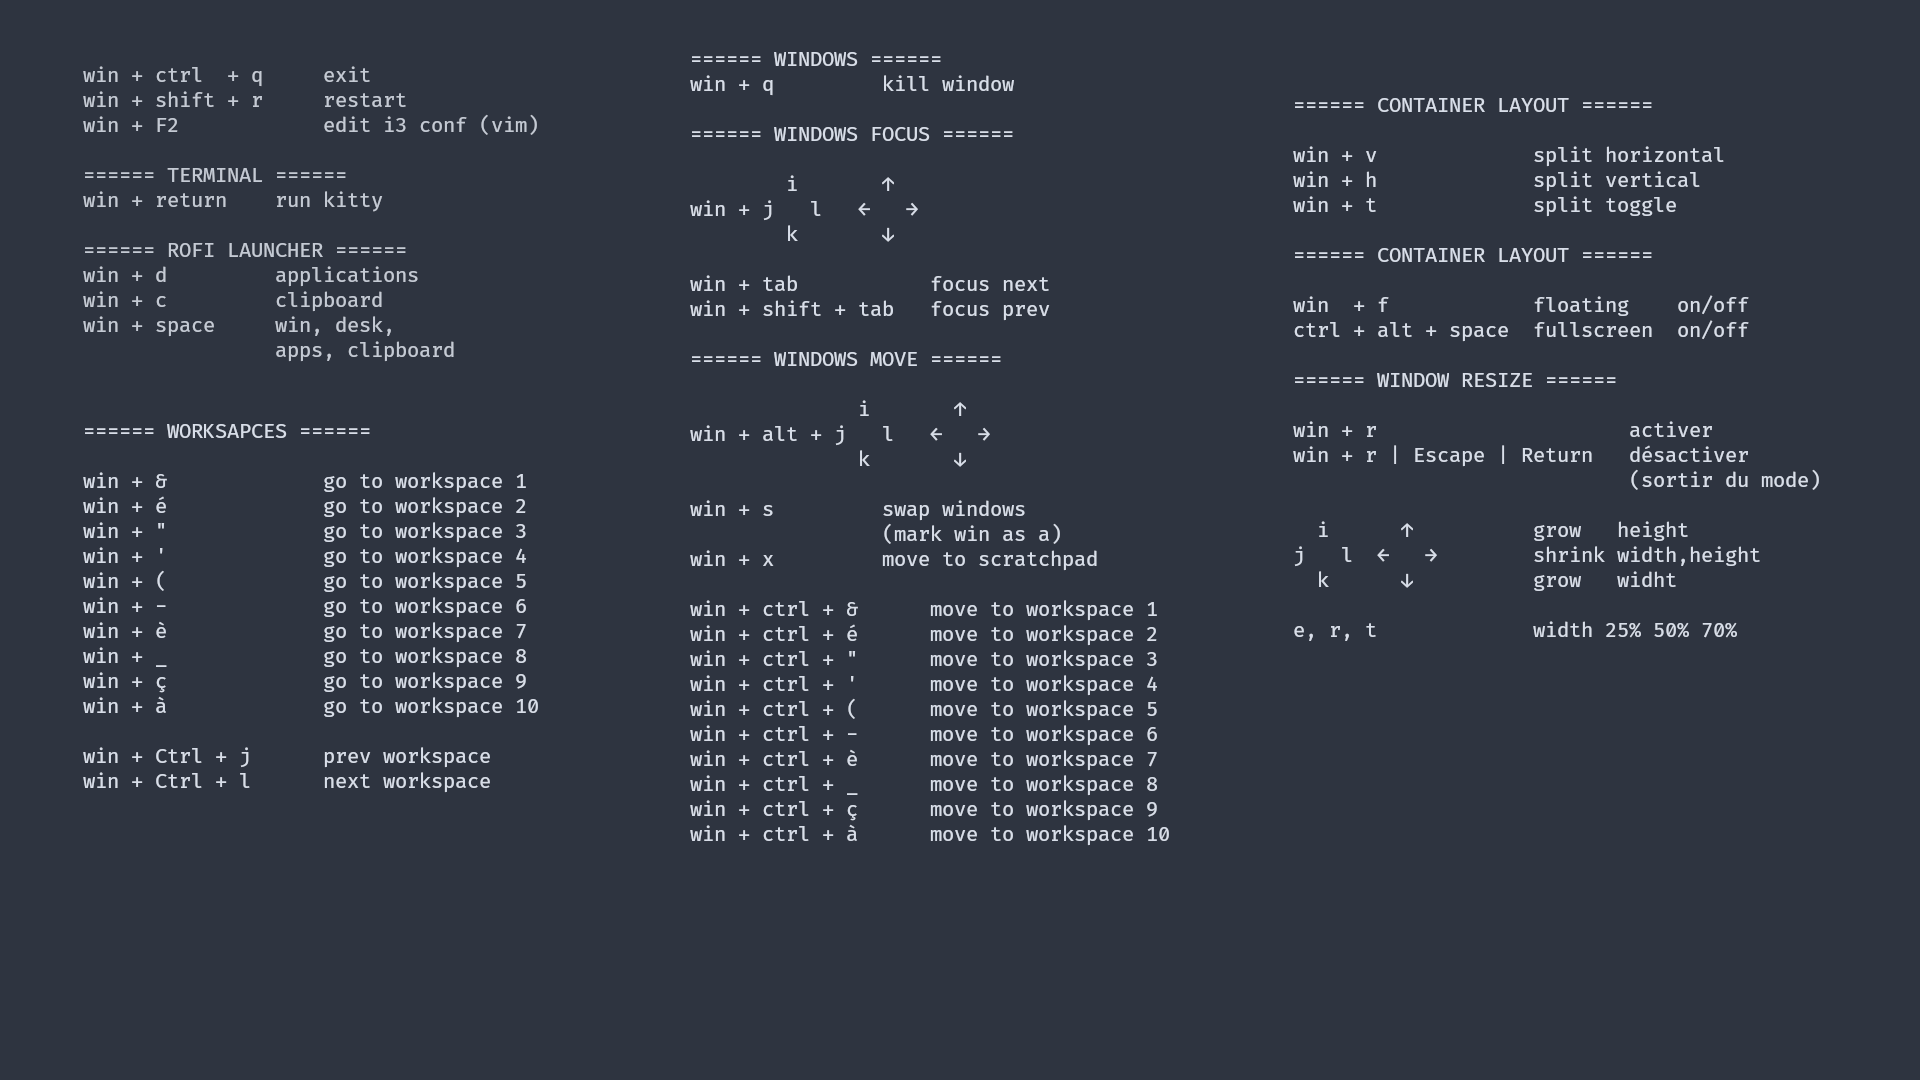 win + ctrl  + q     exit
win + shift + r     restart
win + F2            edit i3 conf (vim)
====== TERMINAL ======
win + return    run kitty
====== ROFI LAUNCHER ======
win + d         applications
win + c         clipboard
win + space     win, desk,
                apps, clipboard
====== WORKSAPCES ======
win + &             go to workspace 1
win + é             go to workspace 2
win + "             go to workspace 3
win + '             go to workspace 4
win + (             go to workspace 5
win + -             go to workspace 6
win + è             go to workspace 7
win + _             go to workspace 8
win + ç             go to workspace 9
win + à             go to workspace 10
win + Ctrl + j      prev workspace
win + Ctrl + l      next workspace
====== WINDOWS ======
win + q         kill window
====== WINDOWS FOCUS ======
        i       ↑
win + j   l   ←   →
        k       ↓
win + tab           focus next
win + shift + tab   focus prev
====== WINDOWS MOVE ======
              i       ↑
win + alt + j   l   ←   →
              k       ↓
win + s         swap windows
                (mark win as a)
win + x         move to scratchpad
win + ctrl + &      move to workspace 1
win + ctrl + é      move to workspace 2
win + ctrl + "      move to workspace 3
win + ctrl + '      move to workspace 4
win + ctrl + (      move to workspace 5
win + ctrl + -      move to workspace 6
win + ctrl + è      move to workspace 7
win + ctrl + _      move to workspace 8
win + ctrl + ç      move to workspace 9
win + ctrl + à      move to workspace 10
====== CONTAINER LAYOUT ======
win + v             split horizontal
win + h             split vertical
win + t             split toggle
====== CONTAINER LAYOUT ======
win  + f            floating    on/off
ctrl + alt + space  fullscreen  on/off
====== WINDOW RESIZE ======
win + r                     activer
win + r | Escape | Return   désactiver
                            (sortir du mode)
  i      ↑          grow   height
j   l  ←   →        shrink width,height
  k      ↓          grow   widht
e, r, t             width 25% 50% 70%